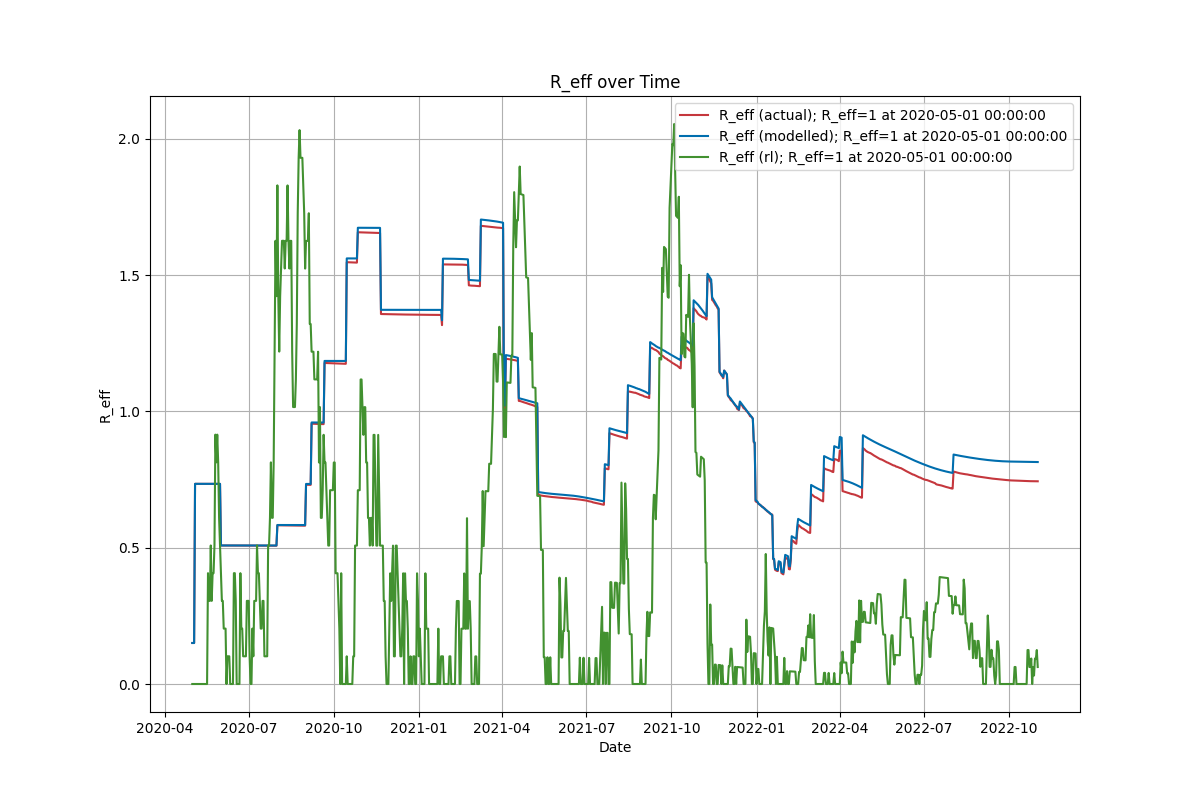 R_eff over Time
R_eff (actual); R_eff=1 at 2020-05-01 00:00:00
R_eff (modelled); R_eff=1 at 2020-05-01 00:00:00
R_eff (rl); R_eff=1 at 2020-05-01 00:00:00
R_eff
2.0
1.5
1.0
0.5
0.0
2020-04 2020-07 2020-10 2021-01 2021-04 2021-07 2021-10 2022-01 2022-04 2022-07 2022-10
Date